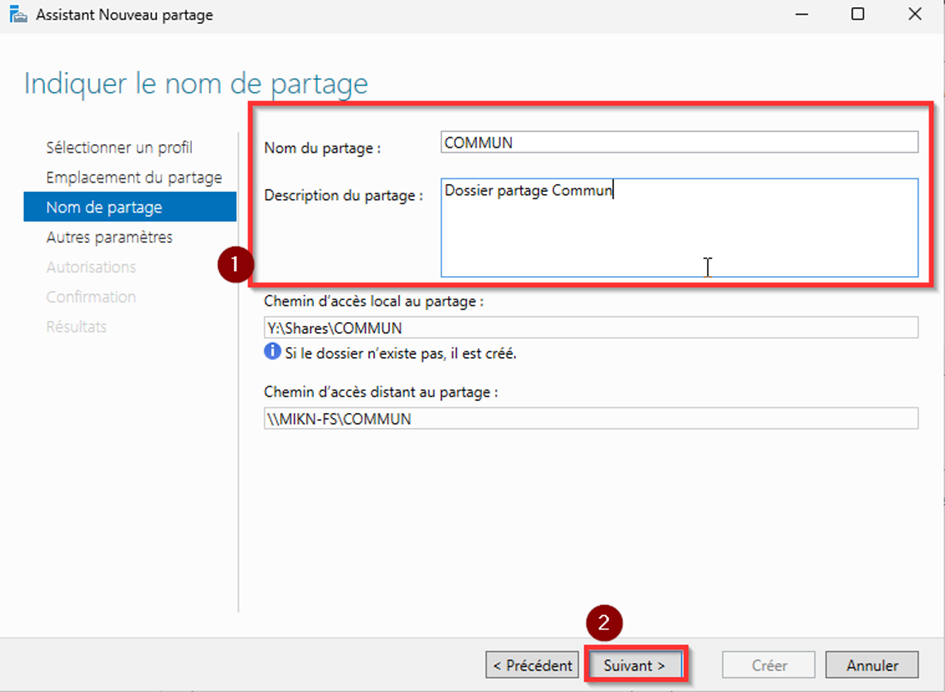 Assistant Nouveau partage
Indiquer le nom de partage
Sélectionner un profil
Emplacement du partage
Nom de partage
Autres paramètres
Autorisations
Confirmation
Résultats
1
Nom du partage :
COMMUN
Description du partage :
Dossier partage Commun
Chemin d'accès local au partage :
Y:\Shares\COMMUN
Si le dossier n'existe pas, il est créé.
Chemin d'accès distant au partage :
\\MIKN-FS\COMMUN
2
< Précédent
Suivant >
Créer
Annuler